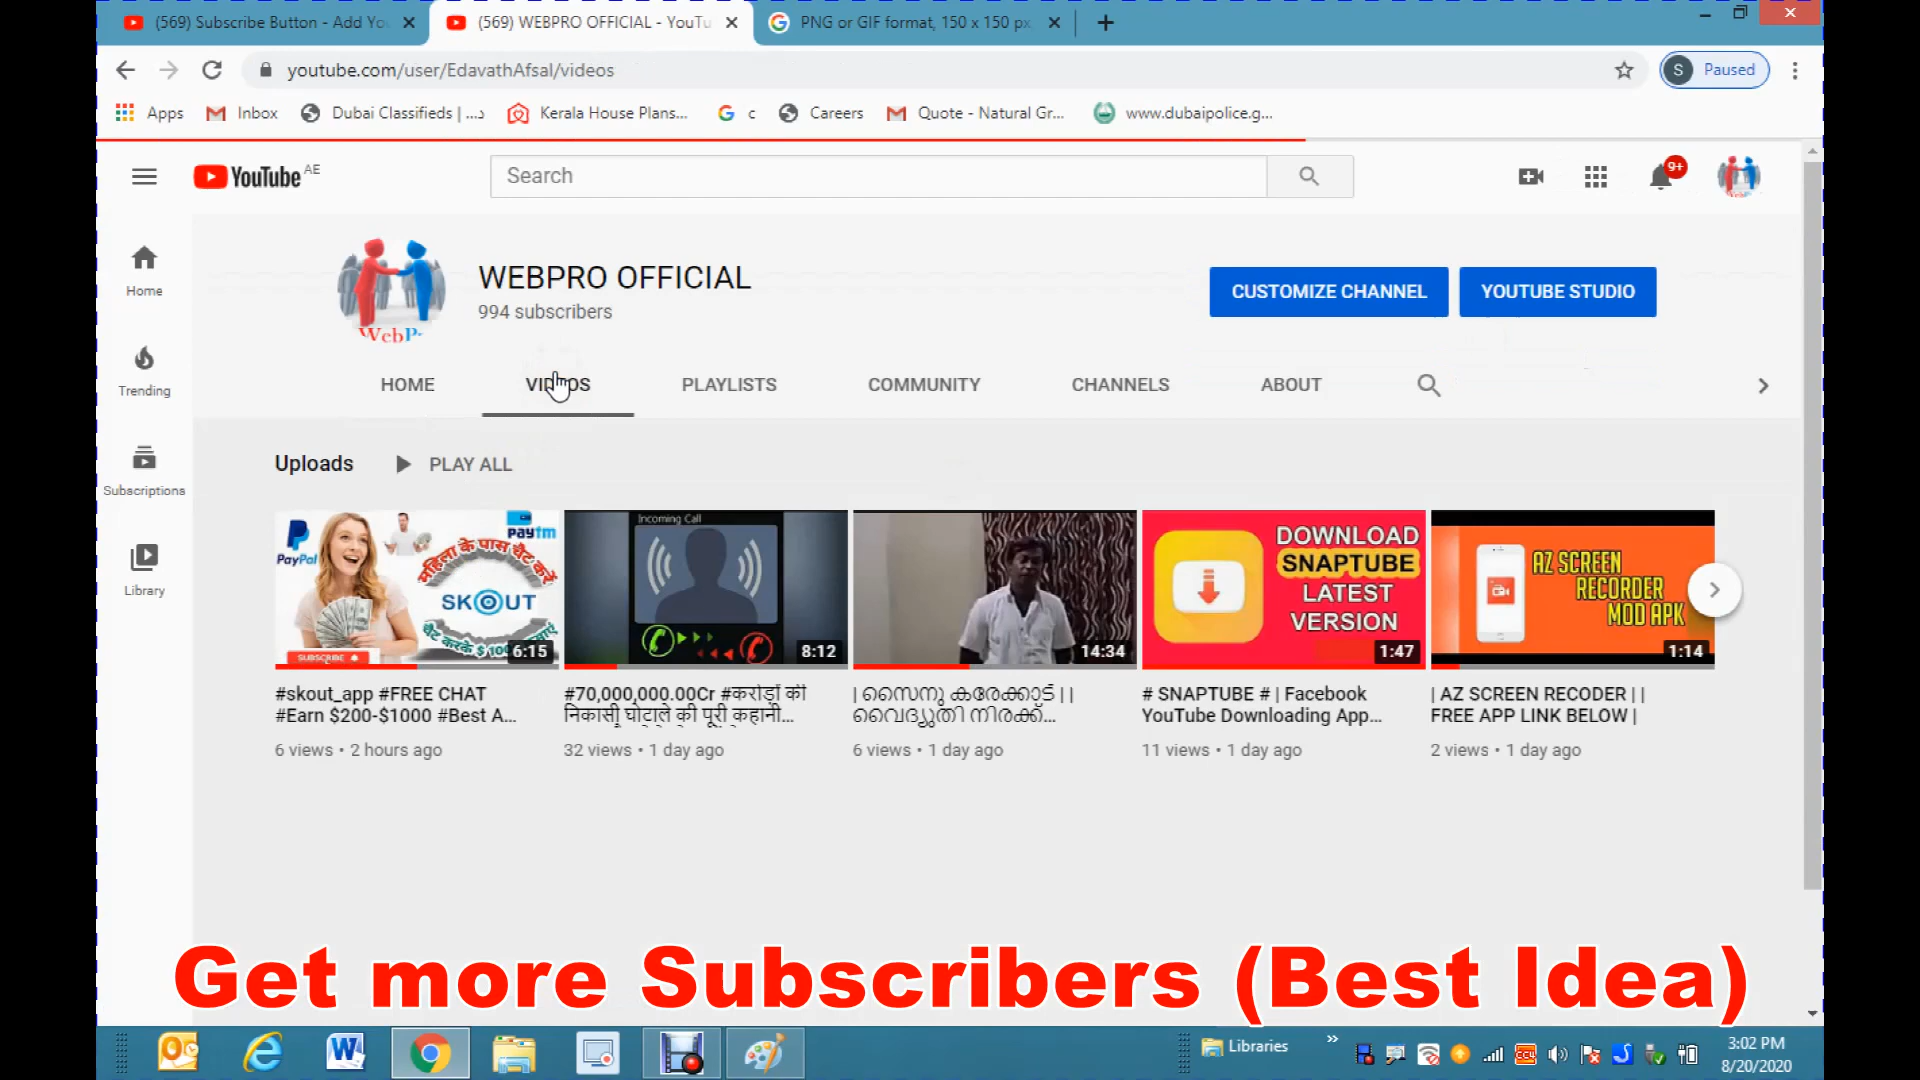 (569) Subscribe Button - Add Yo
(569) WEBPRO OFFICIAL - YouTu
PNG or GIF format, 150 x 150 px
youtube.com/user/EdavathAfsal/videos
S Paused
Apps
Inbox
Dubai Classifieds | ...د
Kerala House Plans...
c
Careers
Quote - Natural Gr...
www.dubaipolice.g...
YouTube AE
Search
9+
Home
Trending
Subscriptions
Library
WEBPRO OFFICIAL
994 subscribers
CUSTOMIZE CHANNEL
YOUTUBE STUDIO
HOME
VIDEOS
PLAYLISTS
COMMUNITY
CHANNELS
ABOUT
Uploads
PLAY ALL
PayPal
paytm
महिला के पास चैट करें
SKOUT
SUBSCRIBE
6:15
#skout_app #FREE CHAT
#Earn $200-$1000 #Best A...
6 views • 2 hours ago
Incoming Call
8:12
#70,000,000.00Cr #करोड़ों की
निकासी घोटाले की पूरी कहानी...
32 views • 1 day ago
14:34
| സൈനു കരേക്കാട് | |
വൈദ്യുതി നിരക്ക്...
6 views • 1 day ago
DOWNLOAD
SNAPTUBE
LATEST
VERSION
1:47
# SNAPTUBE # | Facebook
YouTube Downloading App...
11 views • 1 day ago
AZ SCREEN
RECORDER
MOD APK
1:14
| AZ SCREEN RECODER | |
FREE APP LINK BELOW |
2 views • 1 day ago
Get more Subscribers (Best Idea)
Libraries
3:02 PM
8/20/2020